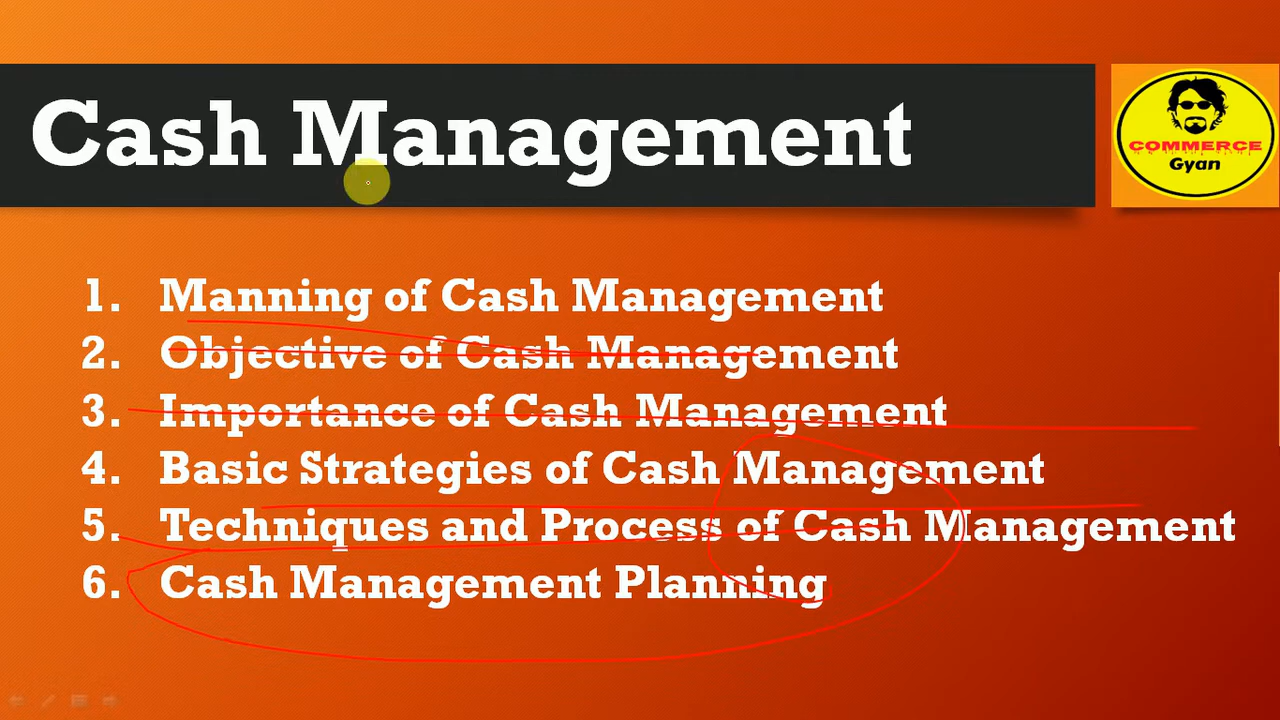 Cash Management
COMMERCE
Gyan
1. Manning of Cash Management
2. Objective of Cash Management
3. Importance of Cash Management
4. Basic Strategies of Cash Management
5. Techniques and Process of Cash Management
6. Cash Management Planning